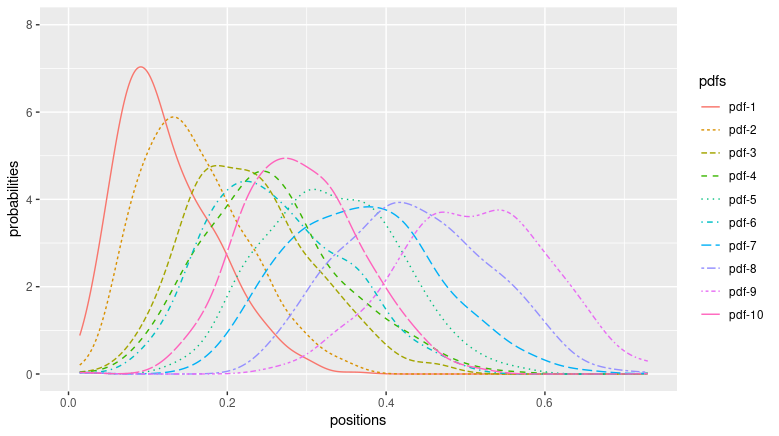 8
6
4
2
0
probabilities
0.0
0.2
0.4
0.6
positions
pdfs
pdf-1
pdf-2
pdf-3
pdf-4
pdf-5
pdf-6
pdf-7
pdf-8
pdf-9
pdf-10